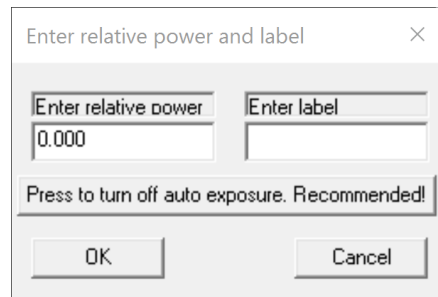 Enter relative power and label
Enter relative power
Enter label
0.000
Press to turn off auto exposure. Recommended!
OK
Cancel